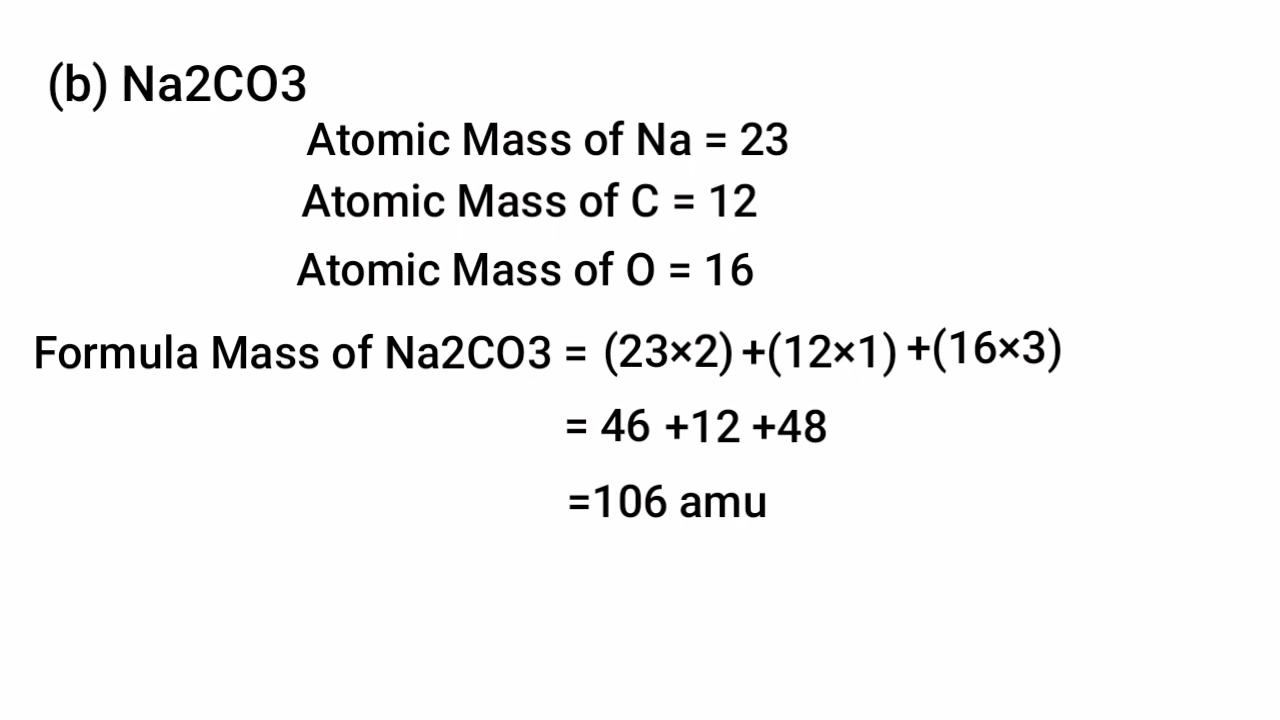 (b) Na2CO3
Atomic Mass of Na = 23
Atomic Mass of C = 12
Atomic Mass of O = 16
Formula Mass of Na2CO3 = (23×2) +(12×1) +(16×3)
= 46 +12 +48
=106 amu